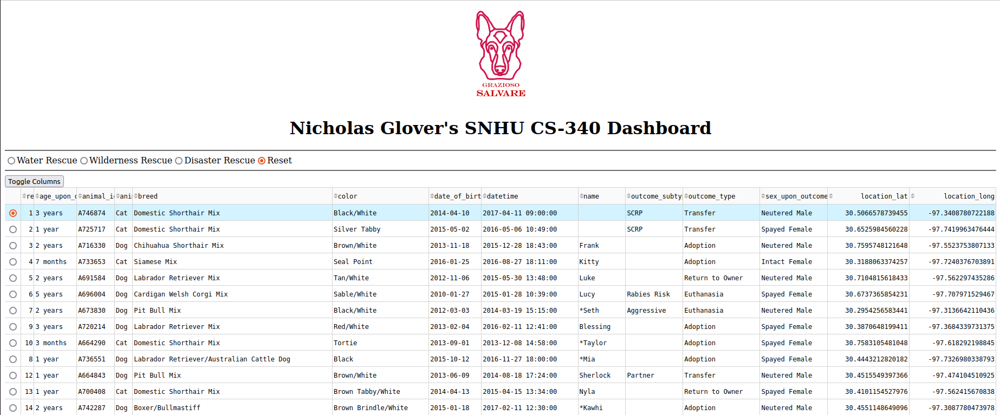 GRAZIOSO
SALVARE
Nicholas Glover's SNHU CS-340 Dashboard
Water Rescue Wilderness Rescue Disaster Rescue Reset
Toggle Columns
re age_upon_o animal_i ani breed color date_of_birt datetime name outcome_subty outcome_type sex_upon_outcome location_lat location_long
1 3 years A746874 Cat Domestic Shorthair Mix Black/White 2014-04-10 2017-04-11 09:00:00 SCRP Transfer Neutered Male 30.5066578739455 -97.3408780722188
2 1 year A725717 Cat Domestic Shorthair Mix Silver Tabby 2015-05-02 2016-05-06 10:49:00 SCRP Transfer Spayed Female 30.6525984560228 -97.7419963476444
3 2 years A716330 Dog Chihuahua Shorthair Mix Brown/White 2013-11-18 2015-12-28 18:43:00 Frank Adoption Neutered Male 30.7595748121648 -97.5523753807133
4 7 months A733653 Cat Siamese Mix Seal Point 2016-01-25 2016-08-27 18:11:00 Kitty Adoption Intact Female 30.3188063374257 -97.7240376703891
5 2 years A691584 Dog Labrador Retriever Mix Tan/White 2012-11-06 2015-05-30 13:48:00 Luke Return to Owner Neutered Male 30.7104815618433 -97.562297435286
6 5 years A696004 Dog Cardigan Welsh Corgi Mix Sable/White 2010-01-27 2015-01-28 10:39:00 Lucy Rabies Risk Euthanasia Spayed Female 30.6737365854231 -97.707971529467
7 2 years A673830 Dog Pit Bull Mix Black/White 2012-03-03 2014-03-19 15:15:00 *Seth Aggressive Euthanasia Neutered Male 30.2954256583441 -97.3136642110436
9 3 years A720214 Dog Labrador Retriever Mix Red/White 2013-02-04 2016-02-11 12:41:00 Blessing Adoption Spayed Female 30.3870648199411 -97.3684339731375
10 3 months A664290 Cat Domestic Shorthair Mix Tortie 2013-09-01 2013-12-08 14:58:00 *Taylor Adoption Spayed Female 30.7583105481048 -97.618292198845
8 1 year A736551 Dog Labrador Retriever/Australian Cattle Dog Black 2015-10-12 2016-11-27 18:00:00 *Mia Adoption Spayed Female 30.4443212820182 -97.7326980338793
12 1 year A664843 Dog Pit Bull Mix Brown/White 2013-06-09 2014-08-18 17:24:00 Sherlock Partner Transfer Neutered Male 30.4515549397366 -97.474104510925
13 1 year A700408 Cat Domestic Shorthair Mix Brown Tabby/White 2014-04-13 2015-04-15 13:34:00 Nyla Return to Owner Spayed Female 30.4101154527976 -97.562415670838
14 2 years A742287 Dog Boxer/Bullmastiff Brown Brindle/White 2015-01-18 2017-02-11 12:30:00 *Kawhi Adoption Neutered Male 30.4551148649096 -97.3087780473978